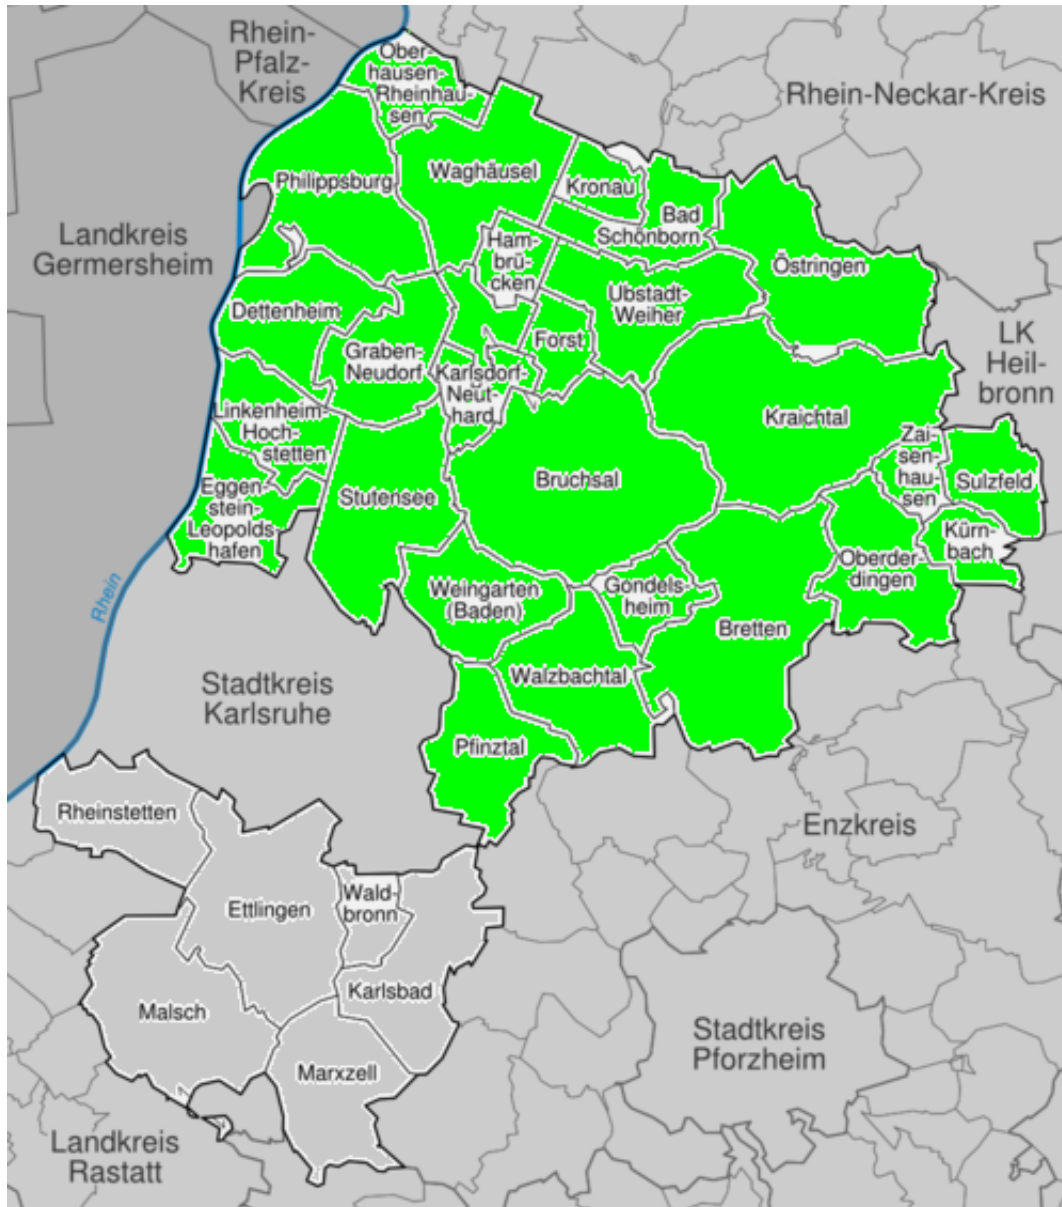 Rhein-
Pfalz-
Kreis
Ober-
hausen-
Rheinhau-
sen
Rhein-Neckar-Kreis
Philippsburg
Waghäusel
Kronau
Bad
Schönborn
Landkreis
Germersheim
Ham-
brü-
cken
Östringen
Ubstadt-
Weiher
Dettenheim
Forst
LK
Heil-
bronn
Graben-
Neudorf
Karlsdorf-
Neut-
hard
Linkenheim-
Hoch-
stetten
Kraichtal
Zai-
sen-
hau-
sen
Sulzfeld
Bruchsal
Stutensee
Eggen-
stein-
Leopolds
hafen
Kürn-
bach
Oberder-
dingen
Weingarten
(Baden)
Gondels
heim
Bretten
Rhein
Walzbachtal
Stadtkreis
Karlsruhe
Pfinztal
Rheinstetten
Enzkreis
Wald-
bronn
Ettlingen
Karlsbad
Malsch
Stadtkreis
Pforzheim
Marxzell
Landkreis
Rastatt